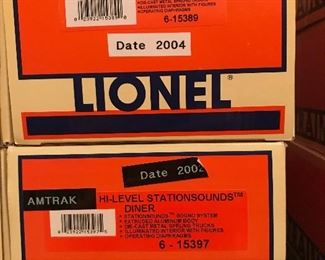 DIE-CAST METAL SPRUNG TRUCKS
ILLUMINATED INTERIOR WITH FIGURES
OPERATING DIAPHRAGMS
6-15389
Date 2004
LIONEL®
Date 200
AMTRAK
HI-LEVEL STATIONSOUNDS™
DINER
STATIONSOUNDS™ SOUND SYSTEM
EXTRUDED ALUMINUM BODY
DIE-CAST METAL SPRUNG TRUCKS
ILLUMINATED INTERIOR WITH FIGURES
OPERATING DIAPHRAGMS
6 - 15397